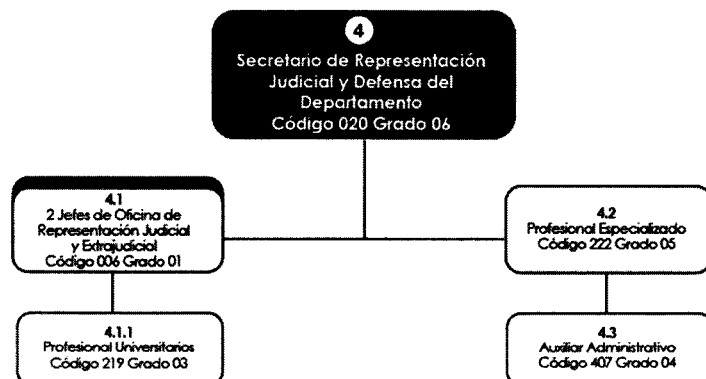 4
Secretario de Representación
Judicial y Defensa del
Departamento
Código 020 Grado 06
4.1
2 Jefes de Oficina de
Representación Judicial
y Extrajudicial
Código 006 Grado 01
4.2
Profesional Especializado
Código 222 Grado 05
4.1.1
Profesional Universitarios
Código 219 Grado 03
4.3
Auxiliar Administrativo
Código 407 Grado 04